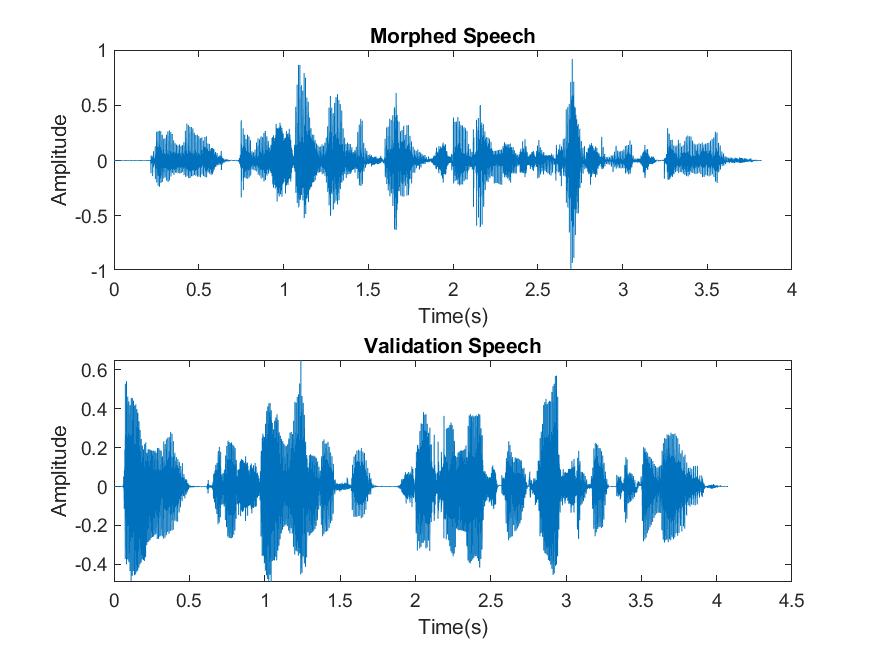 Morphed Speech
1
0.5
0
-0.5
-1
Amplitude
0 0.5 1 1.5 2 2.5 3 3.5 4
Time(s)
Validation Speech
0.6
0.4
0.2
0
-0.2
-0.4
Amplitude
0 0.5 1 1.5 2 2.5 3 3.5 4 4.5
Time(s)